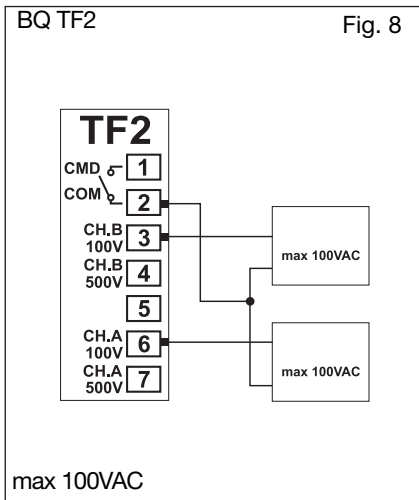 BQ TF2
Fig. 8
TF2
CMD
1
COM
2
CH.B
100V
3
CH.B
500V
4
5
CH.A
100V
6
CH.A
500V
7
max 100VAC
max 100VAC
max 100VAC